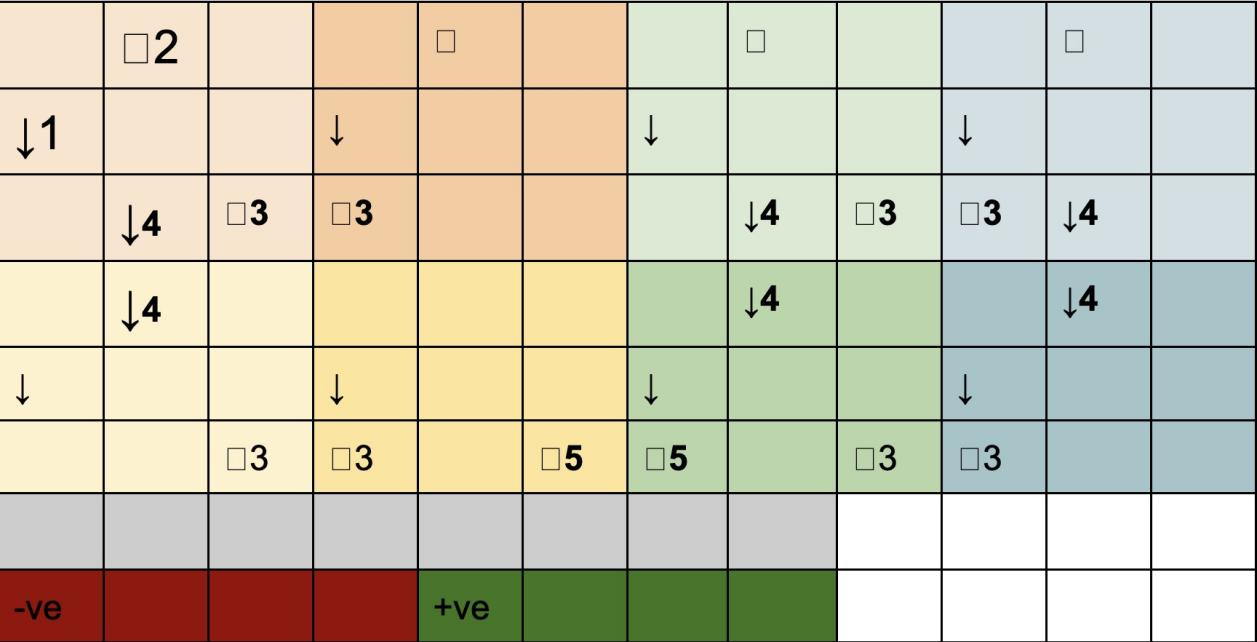 □2 □ □ □
↓1 ↓ ↓ ↓
↓4 □3 □3 ↓4 □3 □3 ↓4
↓4 ↓4 ↓4
↓ ↓ ↓ ↓
□3 □3 □5 □5 □3 □3
-ve +ve